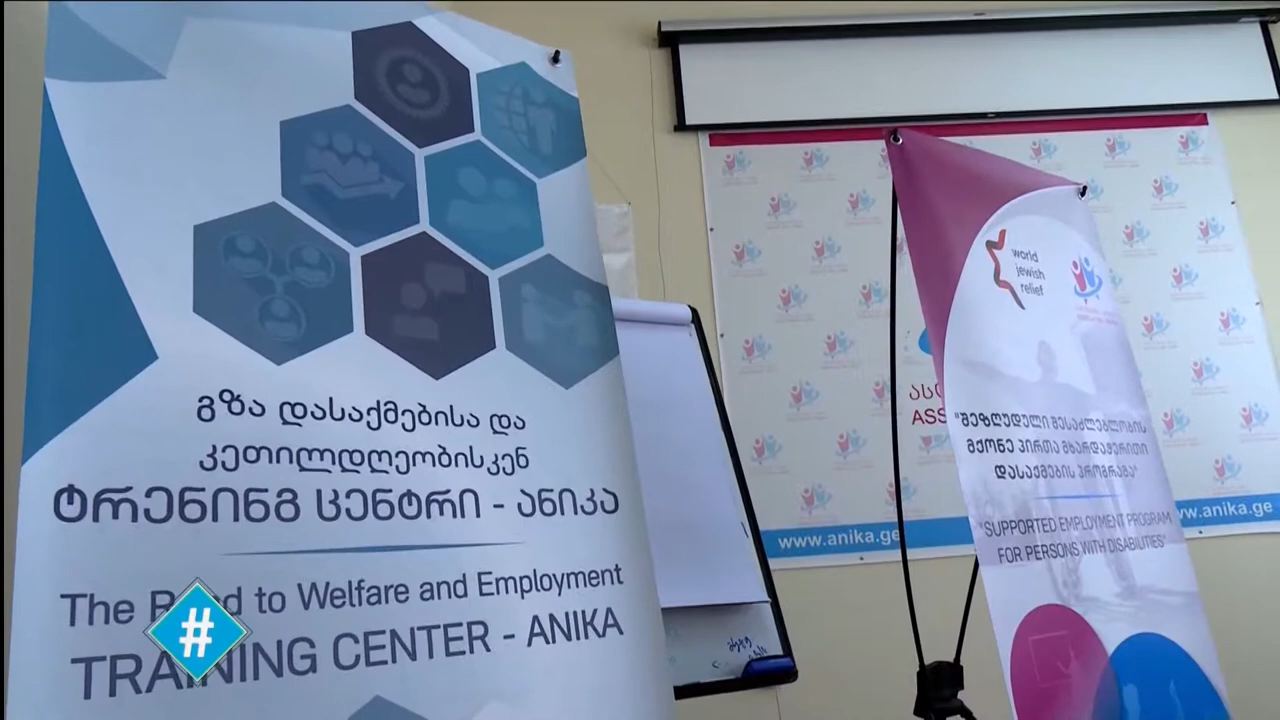 გზა დასაქმებისა და
კეთილდღეობისკენ
ტრენინგ ცენტრი - ანიკა
The Road to Welfare and Employment
TRAINING CENTER - ANIKA
#
world
jewish
relief
"შეზღუდული შესაძლებლობის
მქონე პირთა მხარდაჭერითი
დასაქმების პროგრამა"
"SUPPORTED EMPLOYMENT PROGRAM
FOR PERSONS WITH DISABILITIES"
ASS
www.anika.ge
www.anika.ge